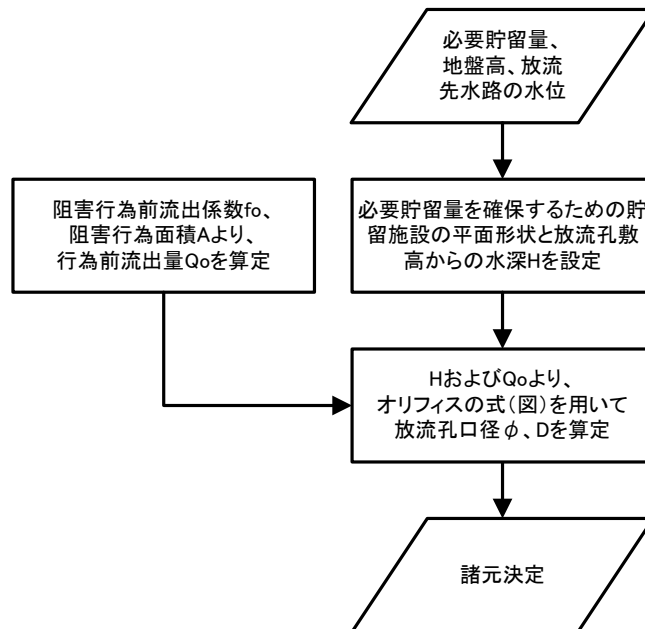 必要貯留量、
地盤高、放流
先水路の水位
阻害行為前流出係数fo、
阻害行為面積Aより、
行為前流出量Qoを算定
必要貯留量を確保するための貯
留施設の平面形状と放流孔敷
高からの水深Hを設定
HおよびQoより、
オリフィスの式（図）を用いて
放流孔口径φ、Dを算定
諸元決定